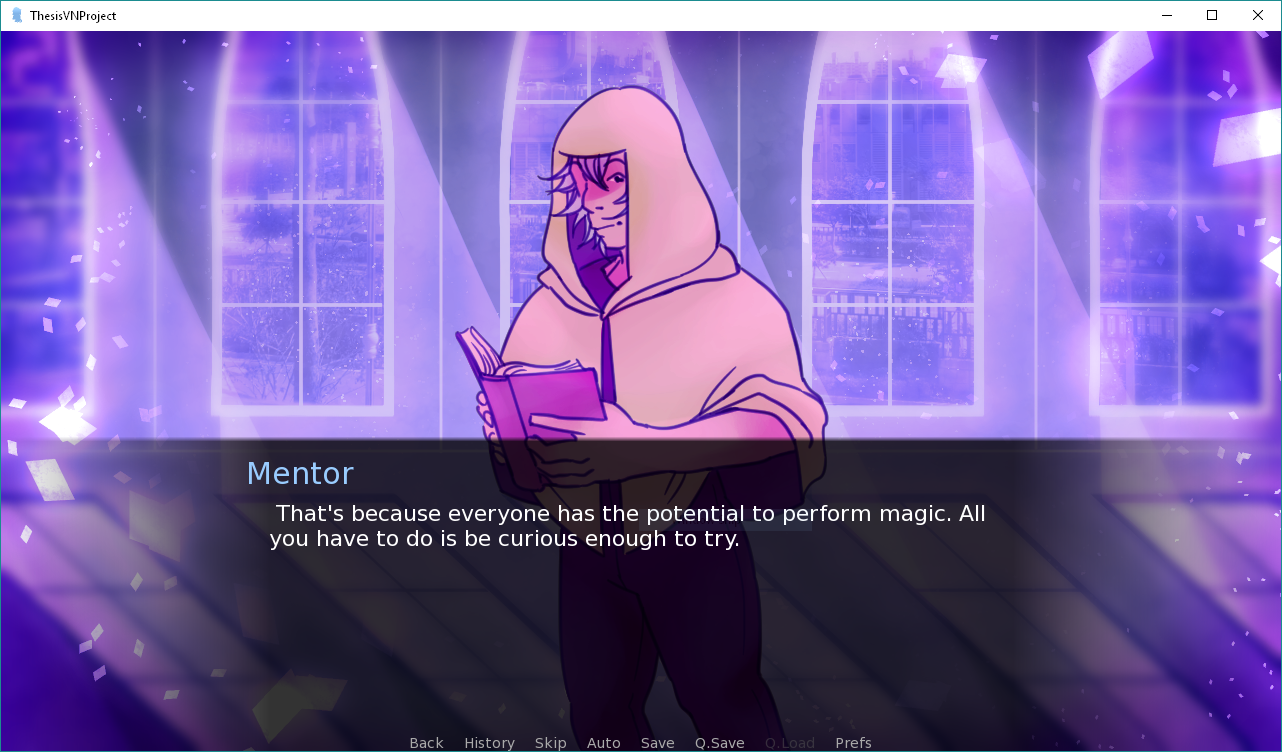 ThesisVNProject
Mentor
That's because everyone has the potential to perform magic. All
you have to do is be curious enough to try.
Back History Skip Auto Save Q.Save Q.Load Prefs